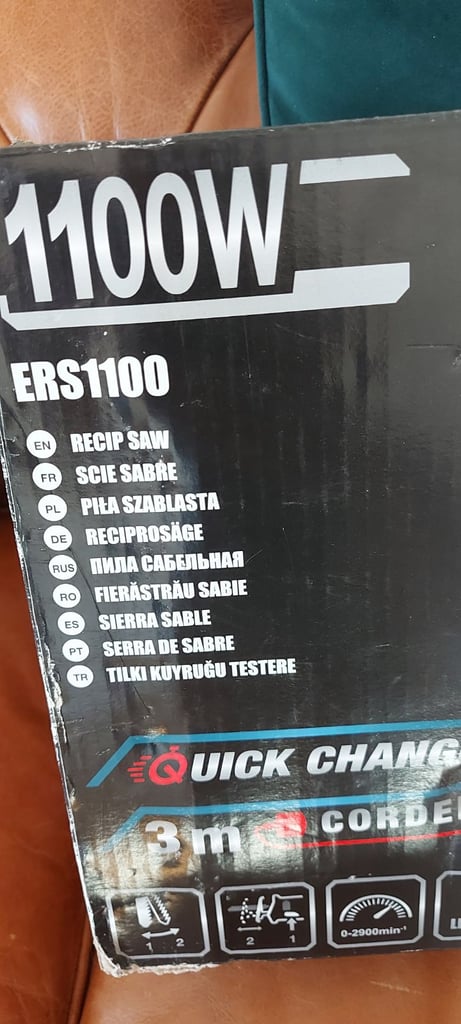 1100W
ERS1100
EN RECIP SAW
FR SCIE SABRE
PL PIŁA SZABLASTA
DE RECIPROSÄGE
RUS ПИЛА САБЕЛЬНАЯ
RO FIERĂSTRĂU SABIE
ES SIERRA SABLE
PT SERRA DE SABRE
TR TILKI KUYRUĞU TESTERE
QUICK CHANG
3m CORDE
1 2
2 1
0-2900min⁻¹